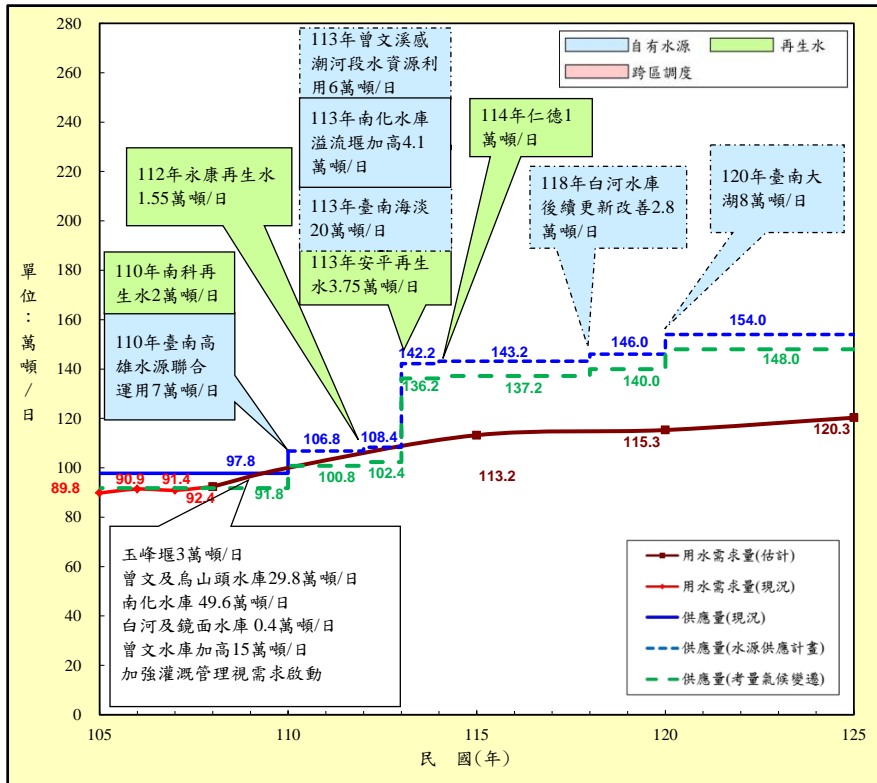 單位：萬噸/日
280
260
240
220
200
180
160
140
120
100
80
60
40
20
0
自有水源
再生水
跨區調度
113年曾文溪感
潮河段水資源利
用6萬噸/日
113年南化水庫
溢流堰加高4.1
萬噸/日
113年臺南海淡
20萬噸/日
113年安平再生
水3.75萬噸/日
114年仁德1
萬噸/日
112年永康再生水
1.55萬噸/日
118年白河水庫
後續更新改善2.8
萬噸/日
120年臺南大
湖8萬噸/日
110年南科再
生水2萬噸/日
110年臺南高
雄水源聯合
運用7萬噸/日
142.2
143.2
146.0
154.0
136.2
137.2
140.0
148.0
106.8
108.4
100.8
102.4
97.8
91.8
89.8
90.9
91.4
92.4
113.2
115.3
120.3
玉峰堰3萬噸/日
曾文及烏山頭水庫29.8萬噸/日
南化水庫 49.6萬噸/日
白河及鏡面水庫 0.4萬噸/日
曾文水庫加高15萬噸/日
加強灌溉管理視需求啟動
用水需求量(估計)
用水需求量(現況)
供應量(現況)
供應量(水源供應計畫)
供應量(考量氣候變遷)
105
110
115
120
125
民 國(年)